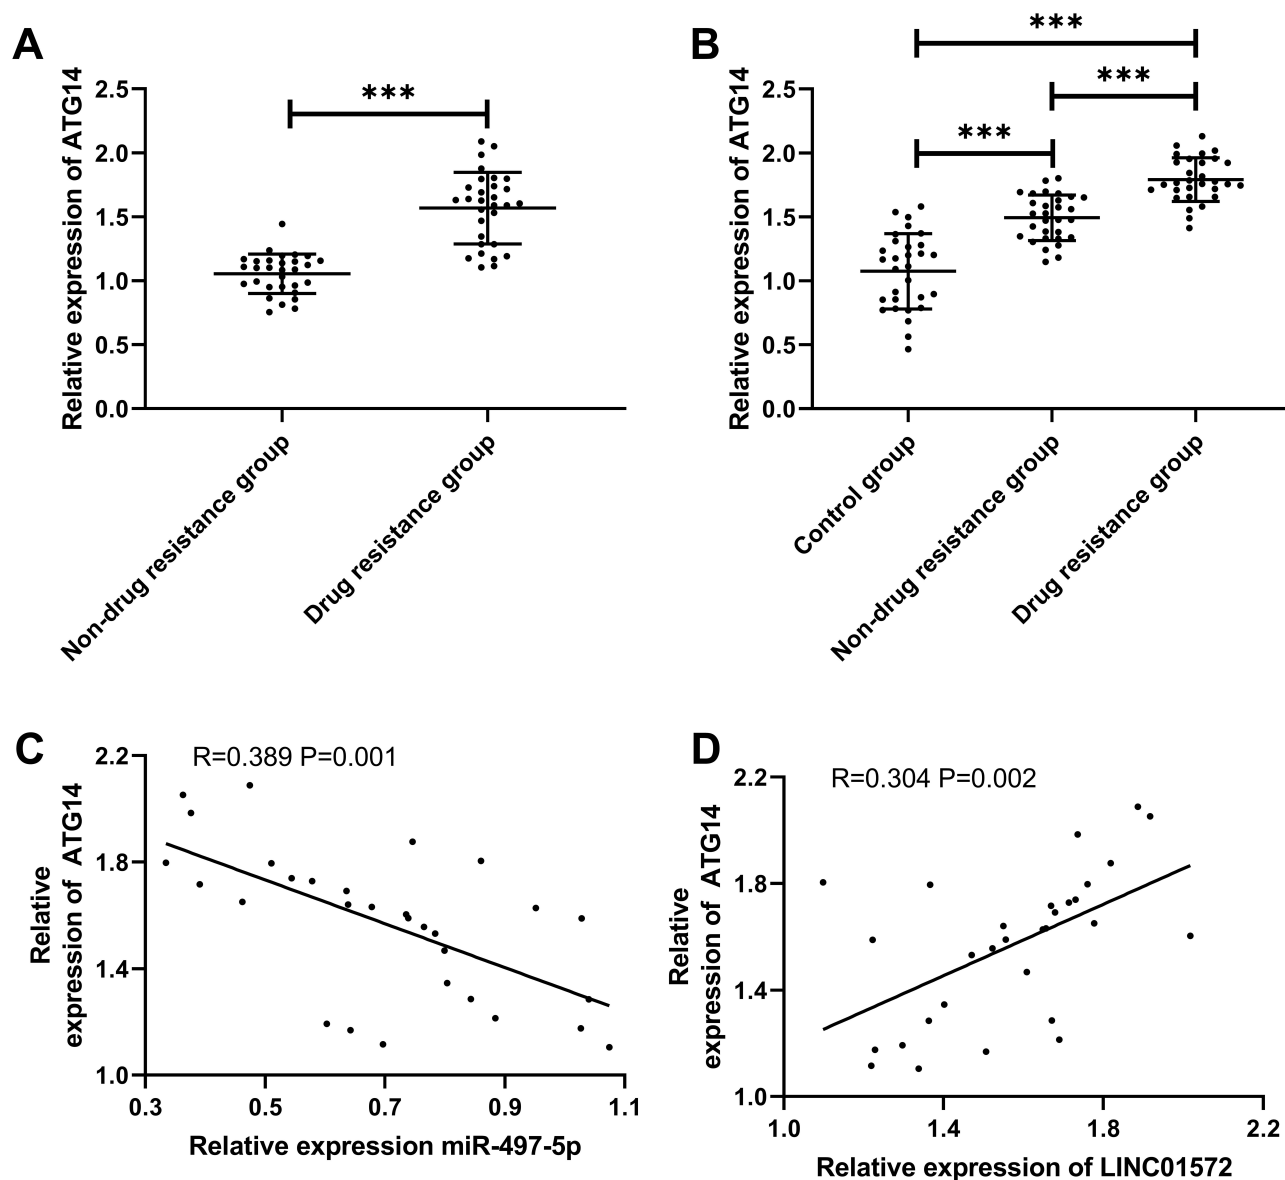 A
Relative expression of ATG14
2.5
2.0
1.5
1.0
0.5
0.0
***
Non-drug resistance group
Drug resistance group
B
Relative expression of ATG14
2.5
2.0
1.5
1.0
0.5
0.0
***
***
***
Control group
Non-drug resistance group
Drug resistance group
C
R=0.389 P=0.001
Relative
expression of ATG14
2.2
1.8
1.4
1.0
0.3 0.5 0.7 0.9 1.1
Relative expression miR-497-5p
D
R=0.304 P=0.002
Relative
expression of ATG14
2.2
1.8
1.4
1.0
1.0 1.4 1.8 2.2
Relative expression of LINC01572